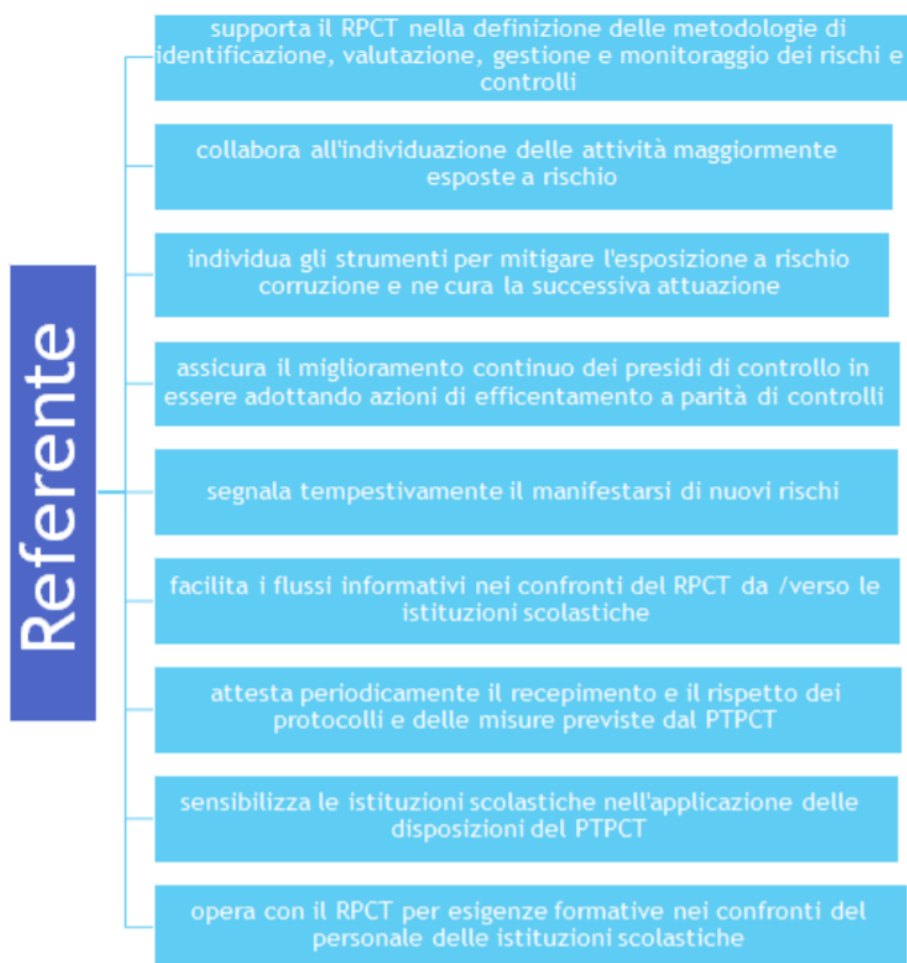 Referente
supporta il RPCT nella definizione delle metodologie di
identificazione, valutazione, gestione e monitoraggio dei rischi e
controlli
collabora all'individuazione delle attività maggiormente
esposte a rischio
individua gli strumenti per mitigare l'esposizione a rischio
corruzione e ne cura la successiva attuazione
assicura il miglioramento continuo dei presidi di controllo in
essere adottando azioni di efficentamento a parità di controlli
segnala tempestivamente il manifestarsi di nuovi rischi
facilita i flussi informativi nei confronti del RPCT da /verso le
istituzioni scolastiche
attesta periodicamente il recepimento e il rispetto dei
protocolli e delle misure previste dal PTPCT
sensibilizza le istituzioni scolastiche nell'applicazione delle
disposizioni del PTPCT
opera con il RPCT per esigenze formative nei confronti del
personale delle istituzioni scolastiche